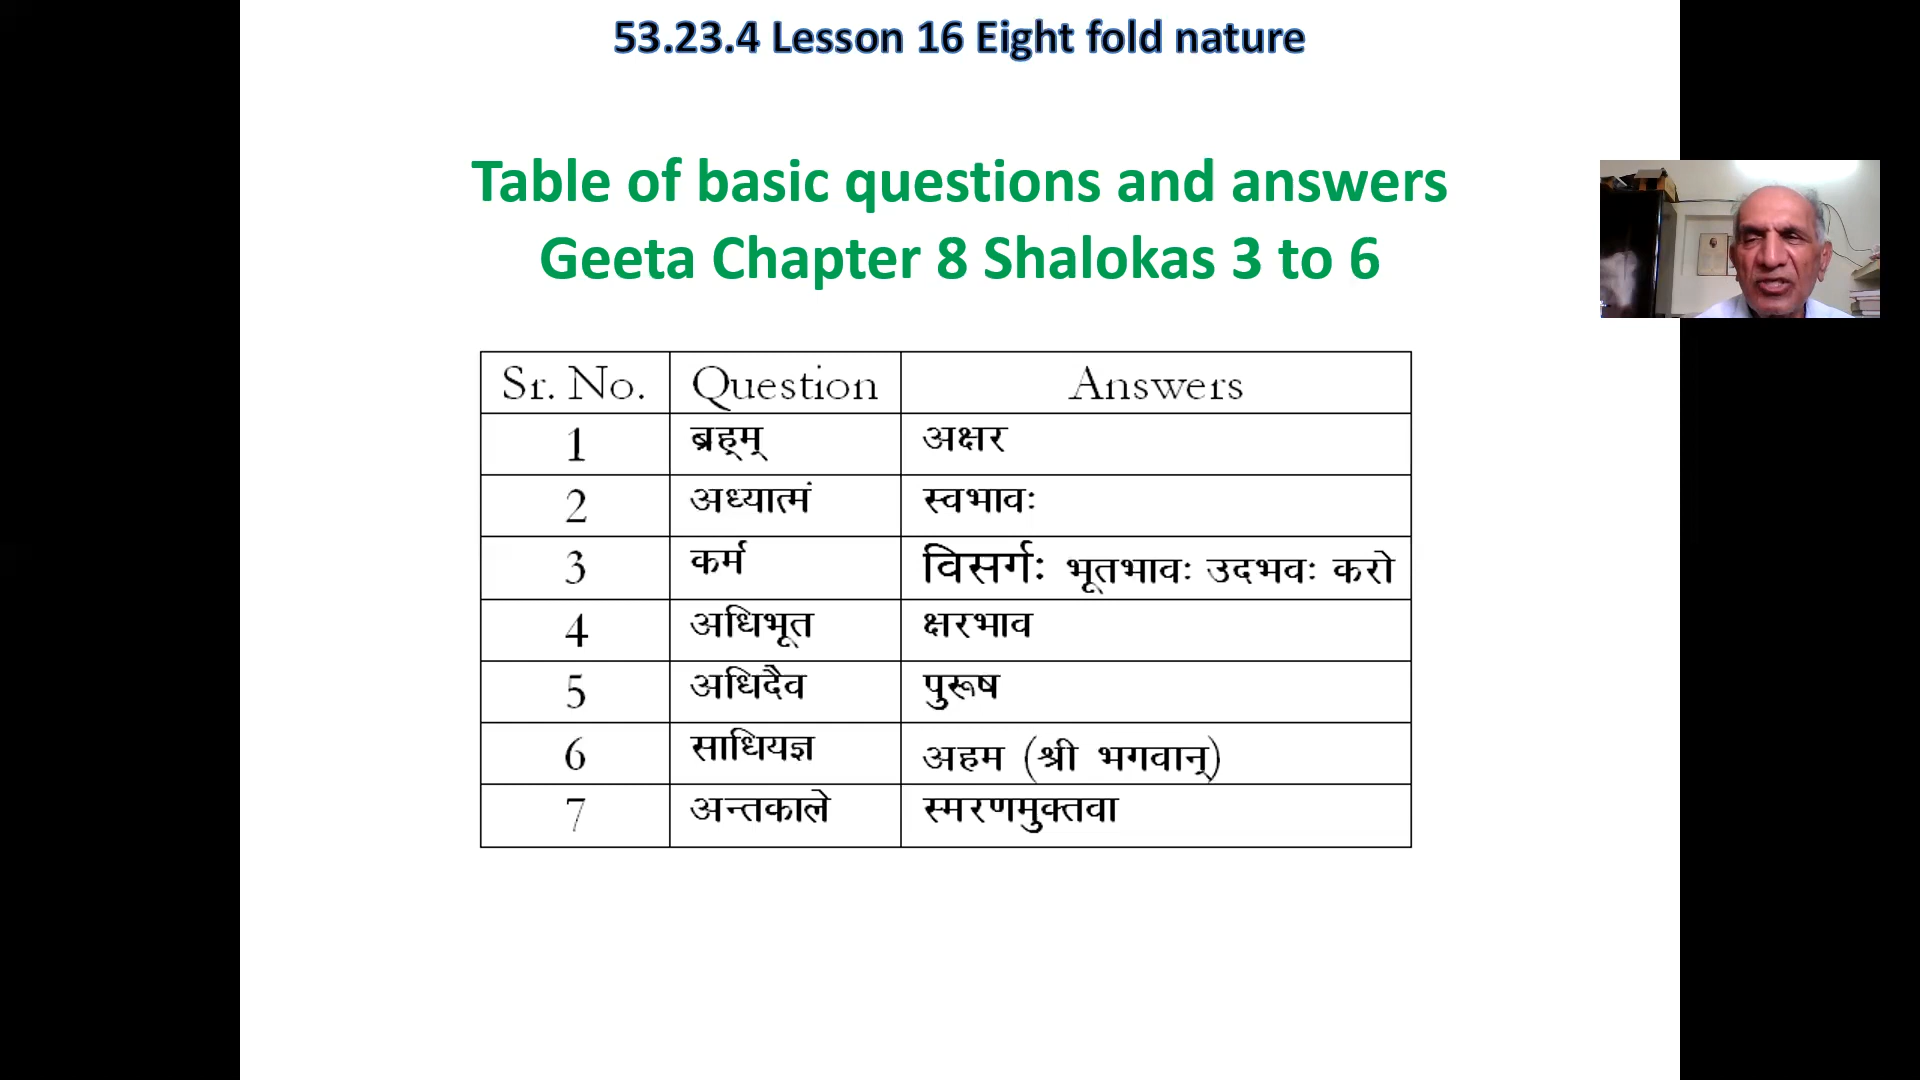 53.23.4 Lesson 16 Eight fold nature
Table of basic questions and answers
Geeta Chapter 8 Shalokas 3 to 6
Sr. No. Question Answers
1 ब्रह्म् अक्षर
2 अध्यात्मं स्वभावः
3 कर्म विसर्गः भूतभावः उदभवः करो
4 अधिभूत क्षरभाव
5 अधिदैव पुरूष
6 साधियज्ञ अहम (श्री भगवान्)
7 अन्तकाले स्मरणमुक्तवा